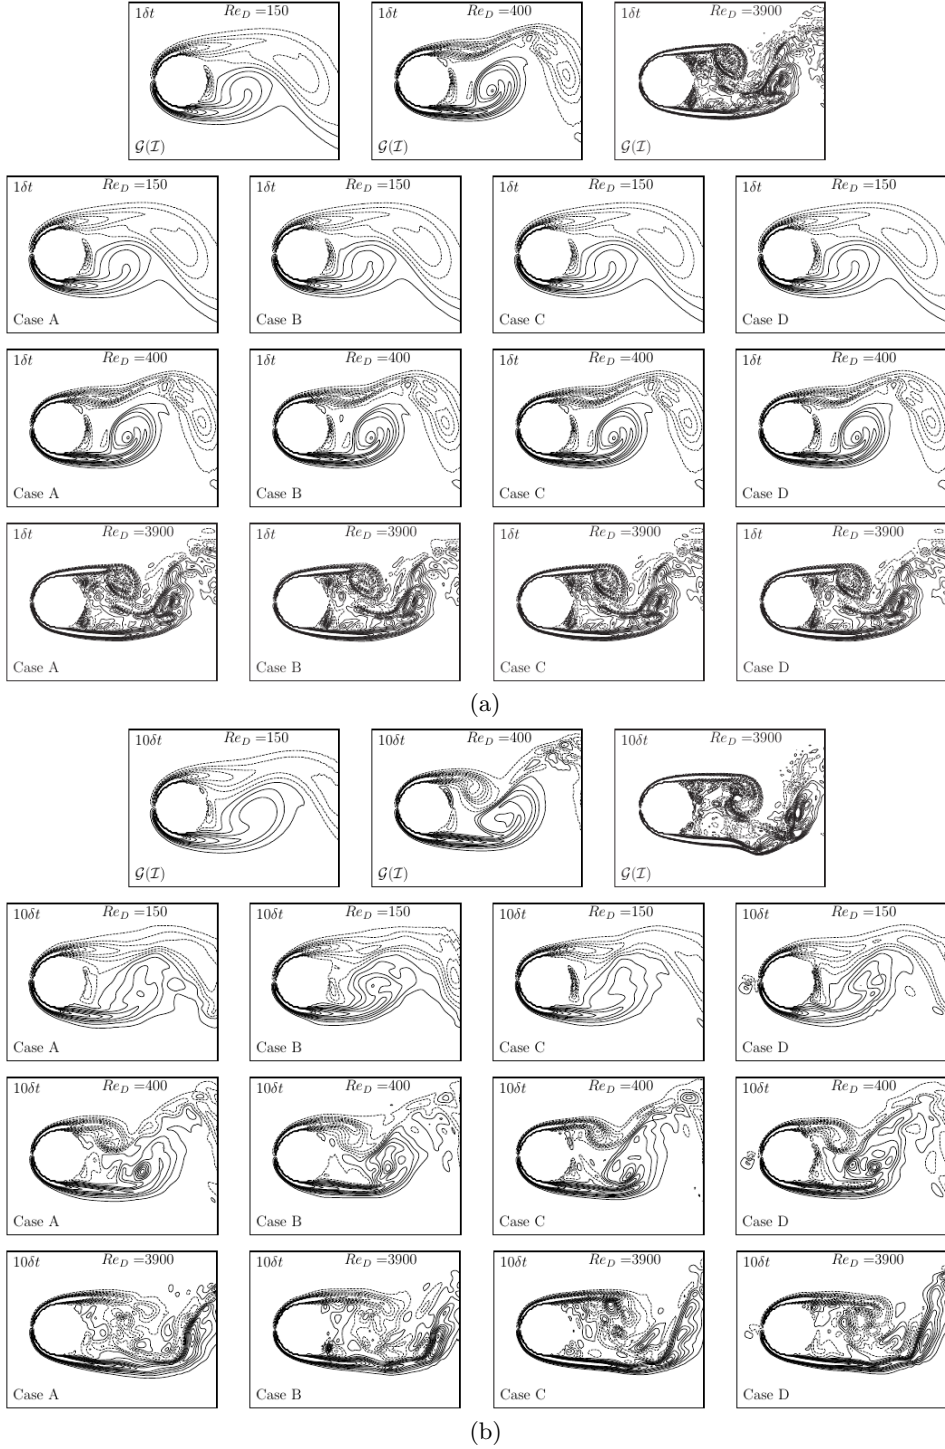 1δt Re_D =150 1δt Re_D =400 1δt Re_D =3900
𝒢(ℐ) 𝒢(ℐ) 𝒢(ℐ)
1δt Re_D =150 1δt Re_D =150 1δt Re_D =150 1δt Re_D =150
Case A Case B Case C Case D
1δt Re_D =400 1δt Re_D =400 1δt Re_D =400 1δt Re_D =400
Case A Case B Case C Case D
1δt Re_D =3900 1δt Re_D =3900 1δt Re_D =3900 1δt Re_D =3900
Case A Case B Case C Case D
(a)
10δt Re_D =150 10δt Re_D =400 10δt Re_D =3900
𝒢(ℐ) 𝒢(ℐ) 𝒢(ℐ)
10δt Re_D =150 10δt Re_D =150 10δt Re_D =150 10δt Re_D =150
Case A Case B Case C Case D
10δt Re_D =400 10δt Re_D =400 10δt Re_D =400 10δt Re_D =400
Case A Case B Case C Case D
10δt Re_D =3900 10δt Re_D =3900 10δt Re_D =3900 10δt Re_D =3900
Case A Case B Case C Case D
(b)